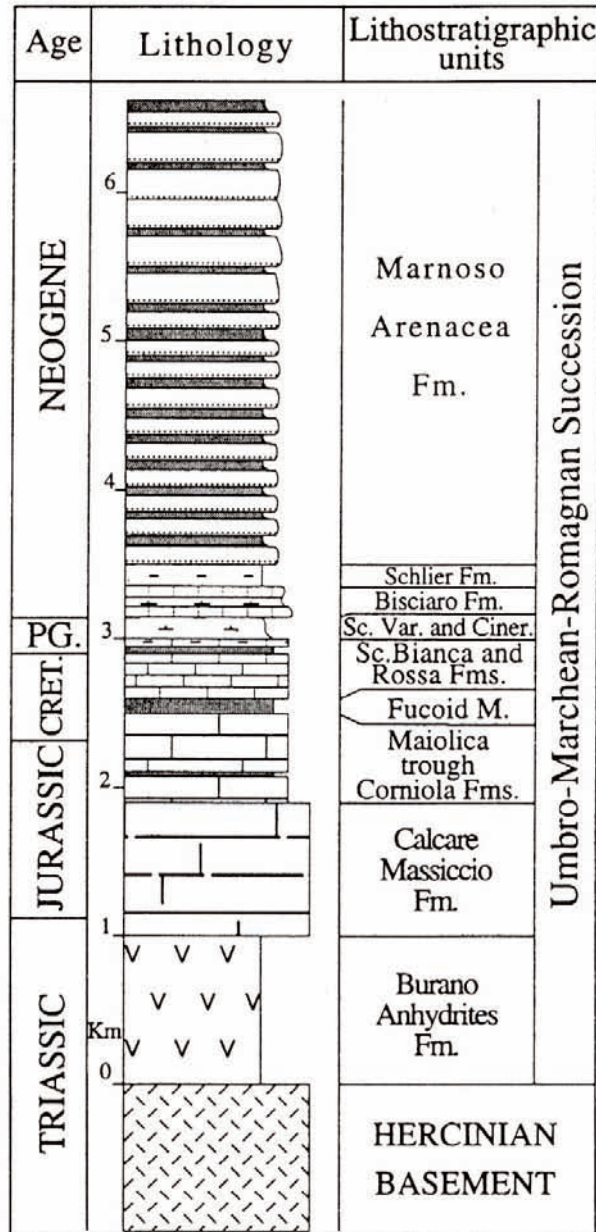 Age
Lithology
Lithostratigraphic
units
NEOGENE
PG.
CRET.
JURASSIC
TRIASSIC
6
5
4
3
2
1
Km
0
Marnoso
Arenacea
Fm.
Schlier Fm.
Bisciaro Fm.
Sc. Var. and Ciner.
Sc.Bianca and
Rossa Fms.
Fucoid M.
Maiolica
trough
Corniola Fms.
Calcare
Massiccio
Fm.
Burano
Anhydrites
Fm.
HERCINIAN
BASEMENT
Umbro-Marchean-Romagnan Succession